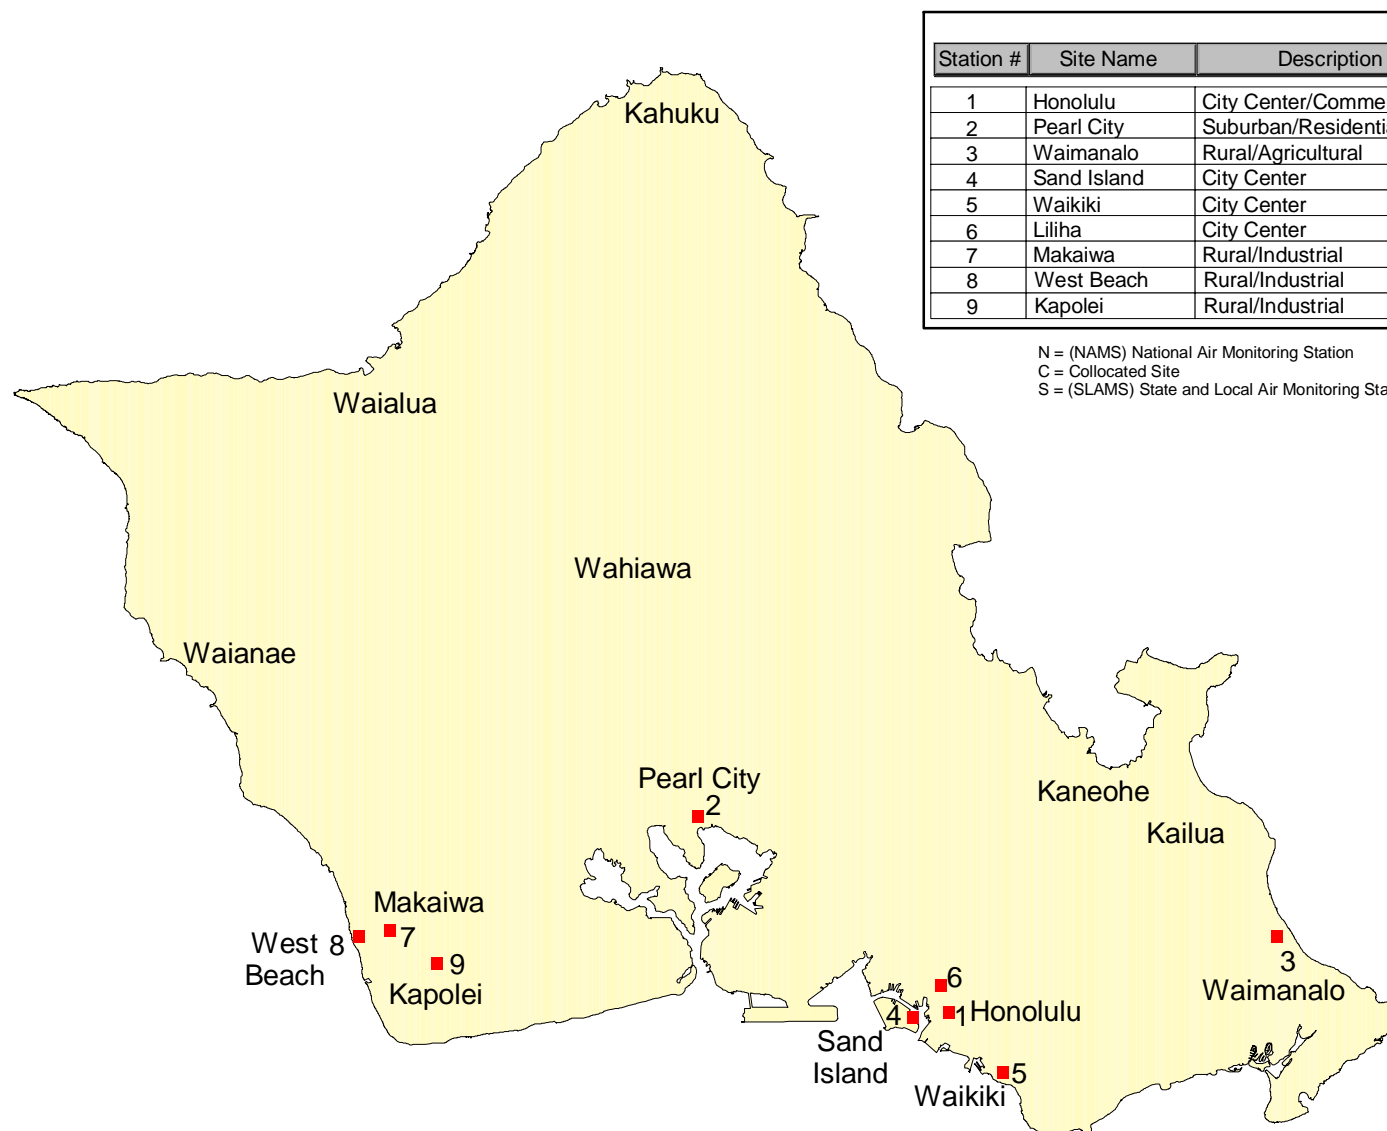 Station # Site Name Description
1 Honolulu City Center/Comme
2 Pearl City Suburban/Residenti
3 Waimanalo Rural/Agricultural
4 Sand Island City Center
5 Waikiki City Center
6 Liliha City Center
7 Makaiwa Rural/Industrial
8 West Beach Rural/Industrial
9 Kapolei Rural/Industrial
N = (NAMS) National Air Monitoring Station
C = Collocated Site
S = (SLAMS) State and Local Air Monitoring Sta
Kahuku
Waialua
Wahiawa
Waianae
Pearl City
2
Kaneohe
Kailua
Makaiwa
7
West 8
Beach
9
Kapolei
3
Waimanalo
6
1 Honolulu
4
Sand
Island
5
Waikiki